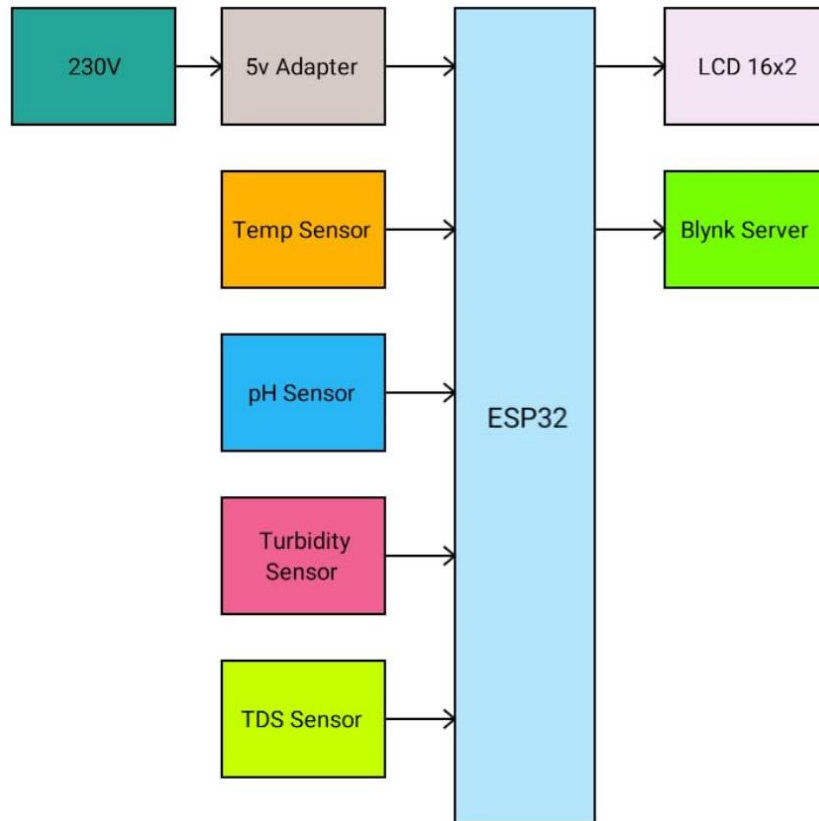 230V
5v Adapter
LCD 16x2
Temp Sensor
Blynk Server
pH Sensor
ESP32
Turbidity
Sensor
TDS Sensor